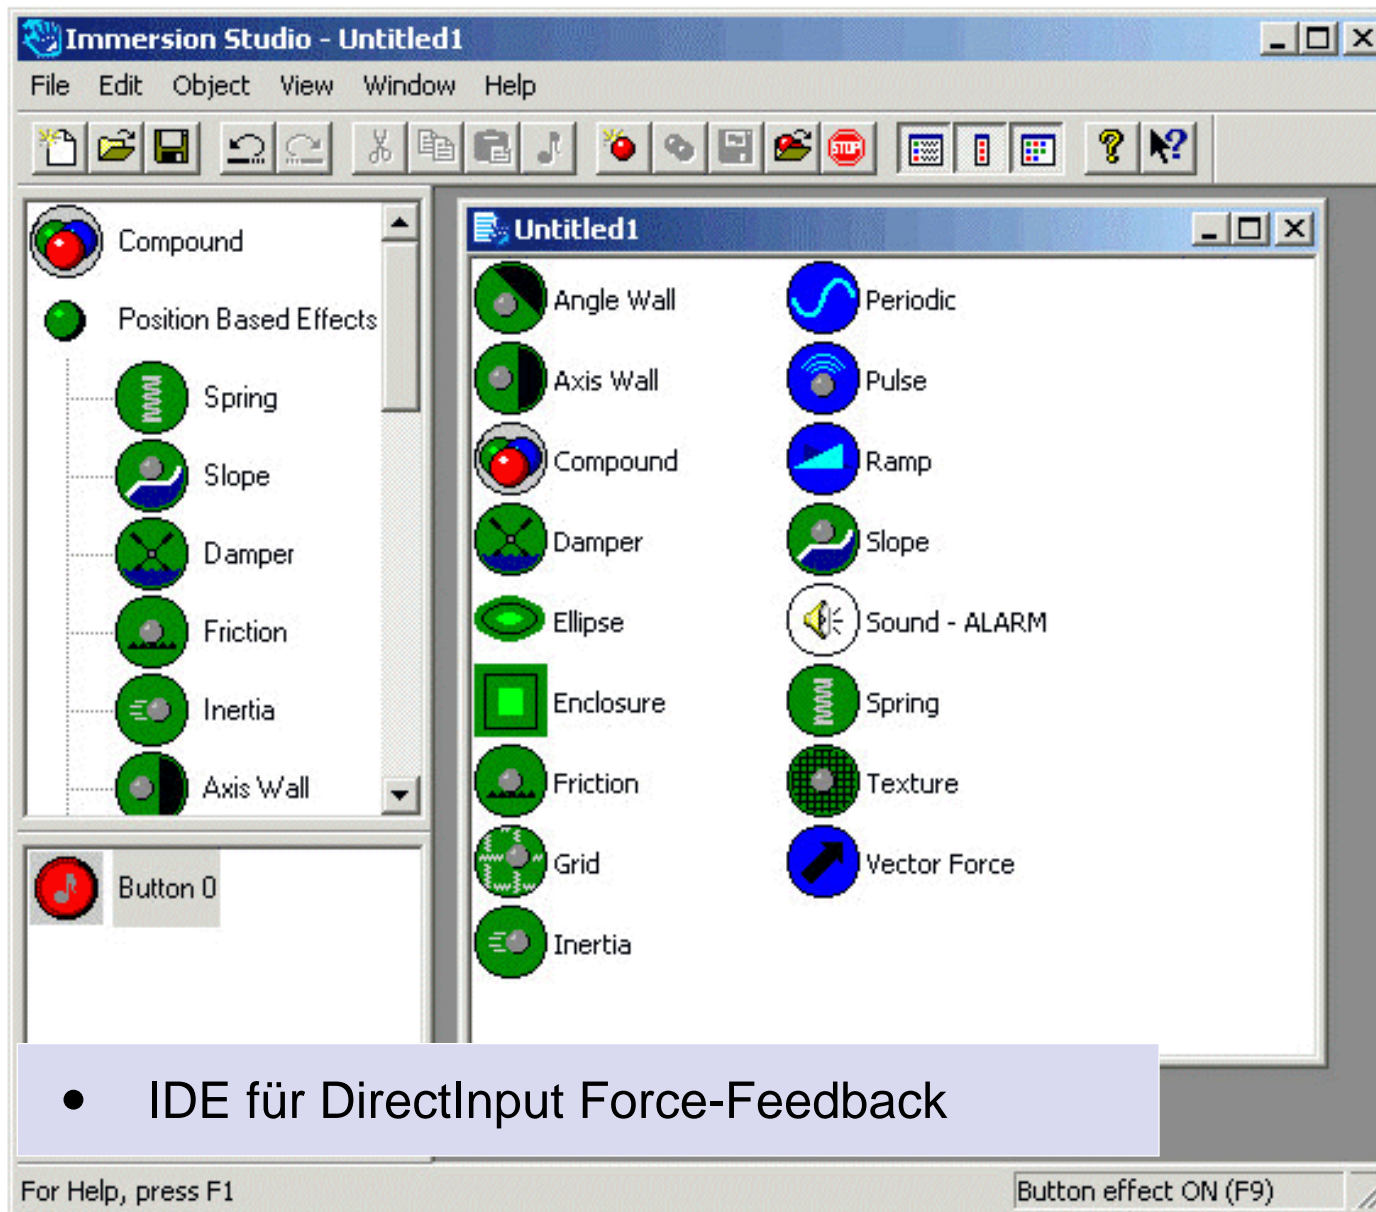 Immersion Studio - Untitled1
File Edit Object View Window Help
STOP
Compound
Position Based Effects
Spring
Slope
Damper
Friction
Inertia
Axis Wall
Button 0
Untitled1
Angle Wall
Axis Wall
Compound
Damper
Ellipse
Enclosure
Friction
Grid
Inertia
Periodic
Pulse
Ramp
Slope
Sound - ALARM
Spring
Texture
Vector Force
• IDE für DirectInput Force-Feedback
For Help, press F1
Button effect ON (F9)